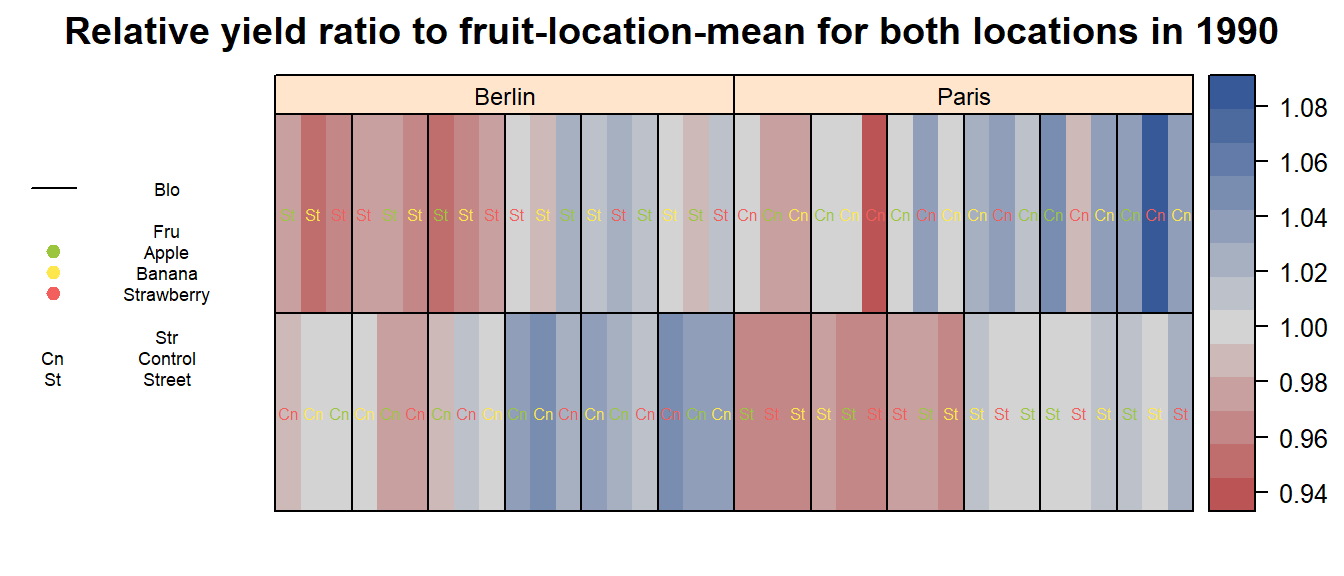 Relative yield ratio to fruit-location-mean for both locations in 1990
Berlin Paris
Blo
Fru
Apple
Banana
Strawberry
Str
Cn Control
St Street
St St St St St St St St St St St St St St St St St St Cn Cn Cn Cn Cn Cn Cn Cn Cn Cn Cn Cn Cn Cn Cn Cn Cn Cn
Cn Cn Cn Cn Cn Cn Cn Cn Cn Cn Cn Cn Cn Cn Cn Cn Cn Cn St St St St St St St St St St St St St St St St St St
1.08
1.06
1.04
1.02
1.00
0.98
0.96
0.94